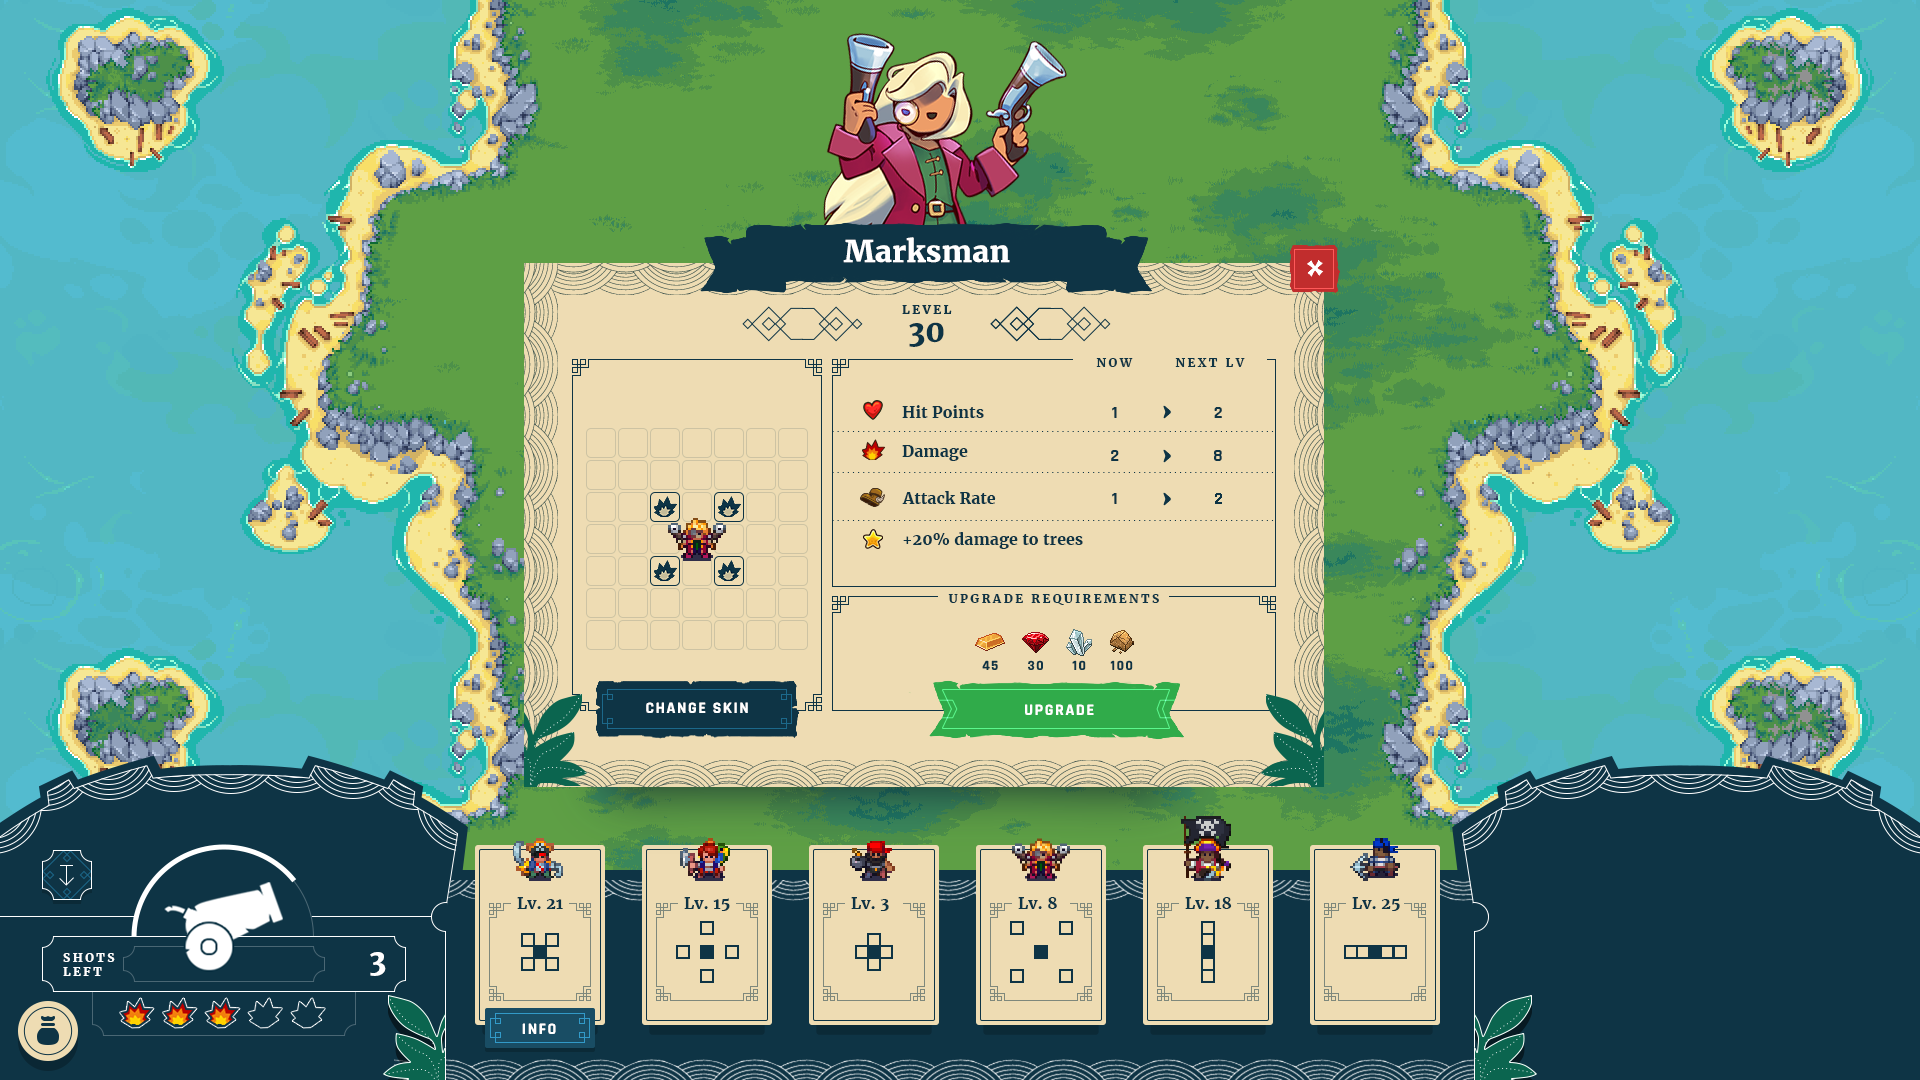 Marksman
LEVEL
30
NOW NEXT LV
Hit Points 1 2
Damage 2 8
Attack Rate 1 2
+20% damage to trees
UPGRADE REQUIREMENTS
45 30 10 100
CHANGE SKIN
UPGRADE
Lv. 21
Lv. 15
Lv. 3
Lv. 8
Lv. 18
Lv. 25
SHOTS
LEFT
3
INFO